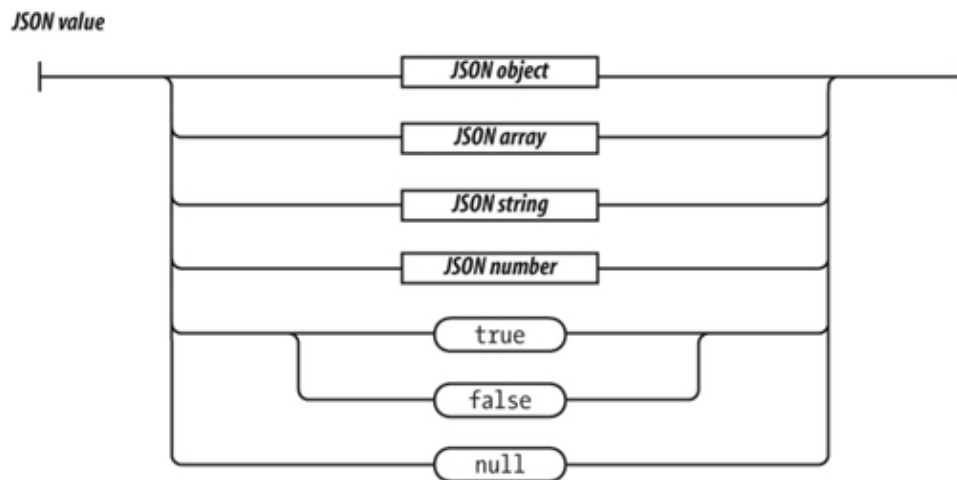 JSON value
JSON object
JSON array
JSON string
JSON number
true
false
null